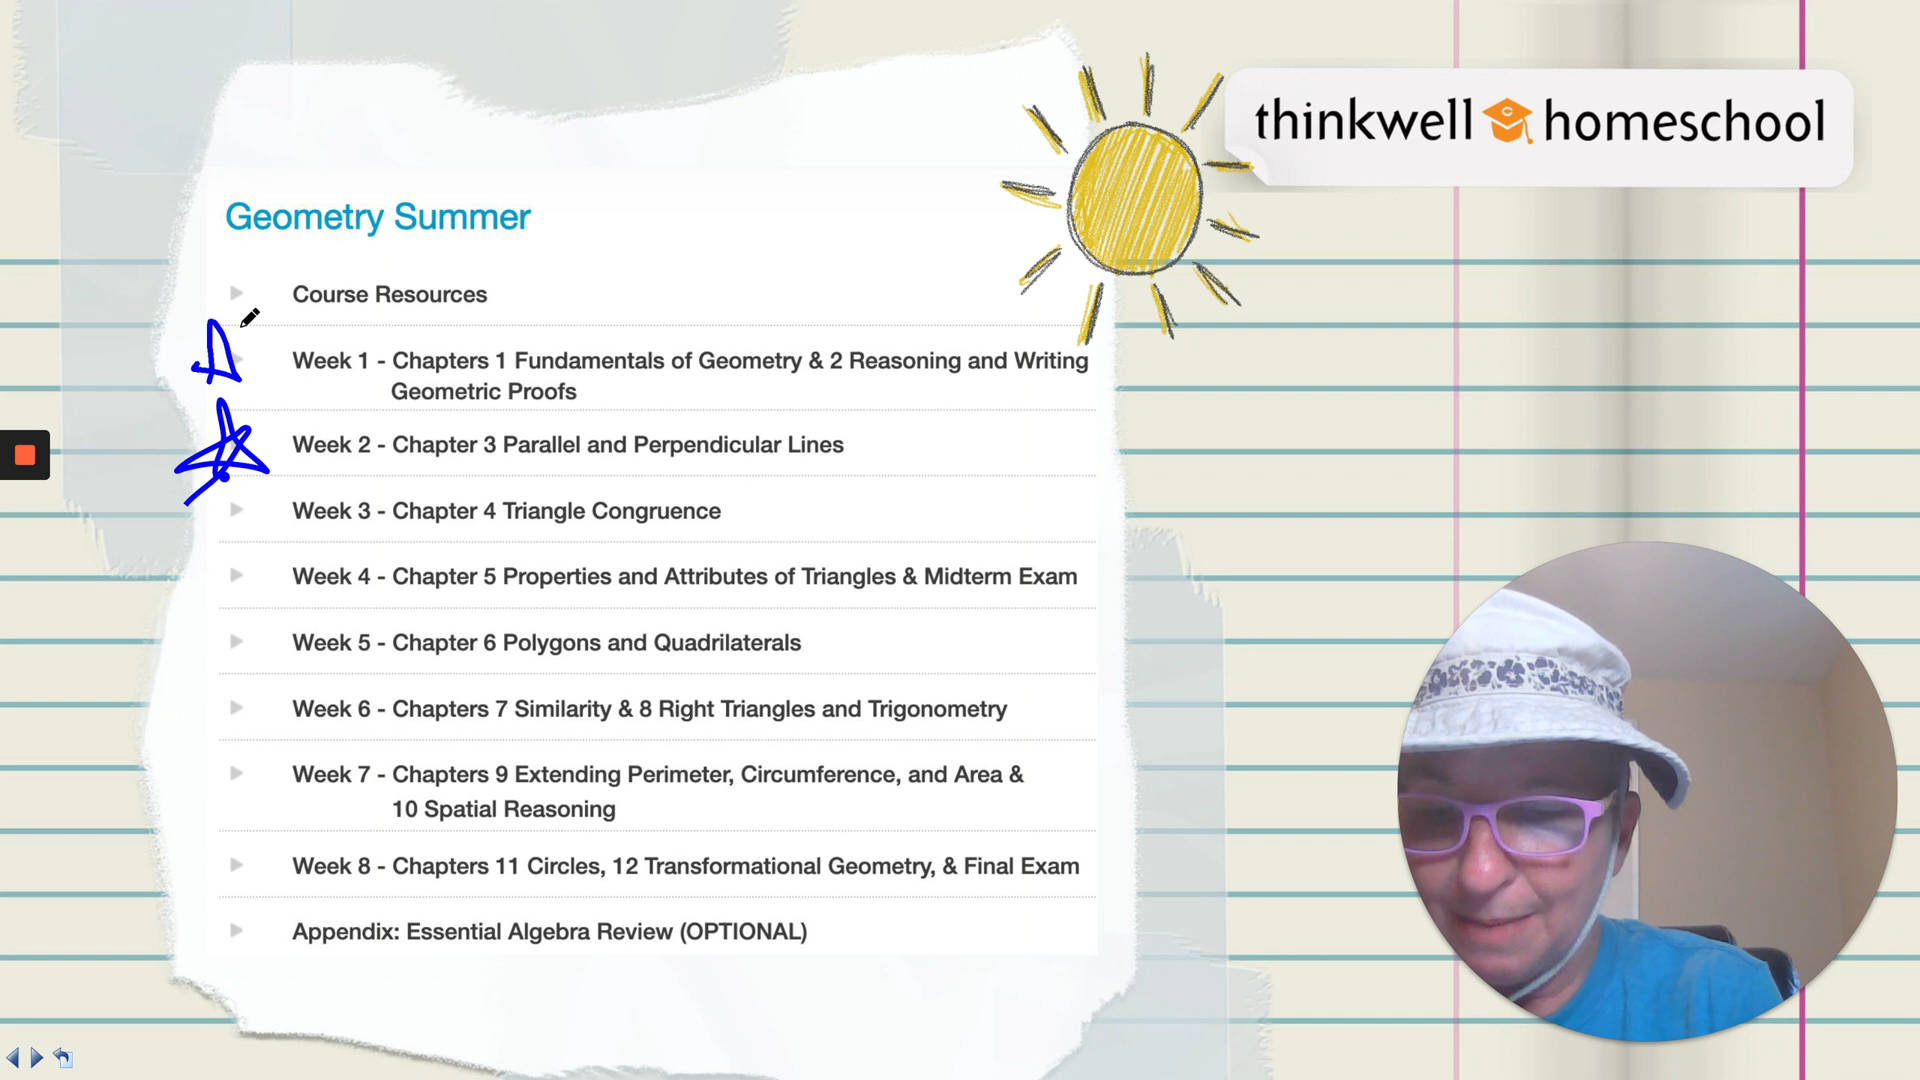 thinkwell homeschool
Geometry Summer
Course Resources
Week 1 - Chapters 1 Fundamentals of Geometry & 2 Reasoning and Writing
Geometric Proofs
Week 2 - Chapter 3 Parallel and Perpendicular Lines
Week 3 - Chapter 4 Triangle Congruence
Week 4 - Chapter 5 Properties and Attributes of Triangles & Midterm Exam
Week 5 - Chapter 6 Polygons and Quadrilaterals
Week 6 - Chapters 7 Similarity & 8 Right Triangles and Trigonometry
Week 7 - Chapters 9 Extending Perimeter, Circumference, and Area &
10 Spatial Reasoning
Week 8 - Chapters 11 Circles, 12 Transformational Geometry, & Final Exam
Appendix: Essential Algebra Review (OPTIONAL)